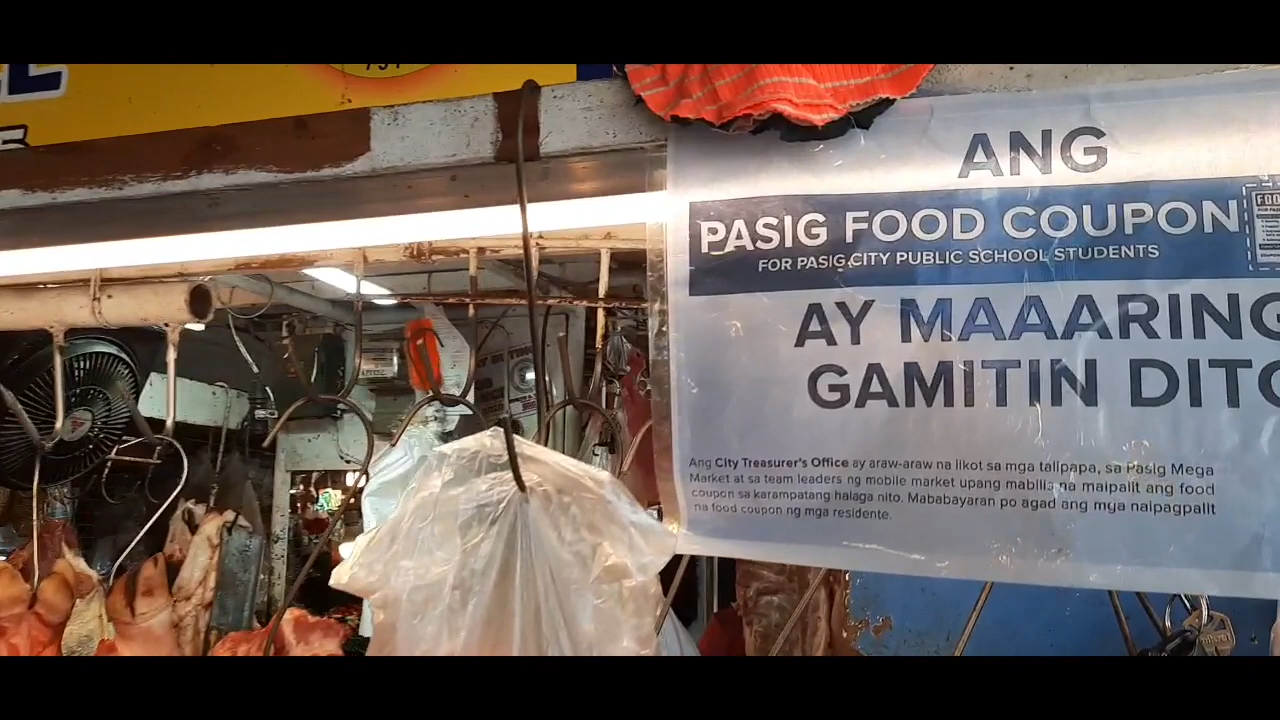 ANG
PASIG FOOD COUPON
FOR PASIG CITY PUBLIC SCHOOL STUDENTS
AY MAAARING
GAMITIN DITO
Ang City Treasurer's Office ay araw-araw na iikot sa mga talipapa, sa Pasig Mega
Market at sa team leaders ng mobile market upang mabilis na maipalit ang food
coupon sa karampatang halaga nito. Mababayaran po agad ang mga naipagpalit
na food coupon ng mga residente.